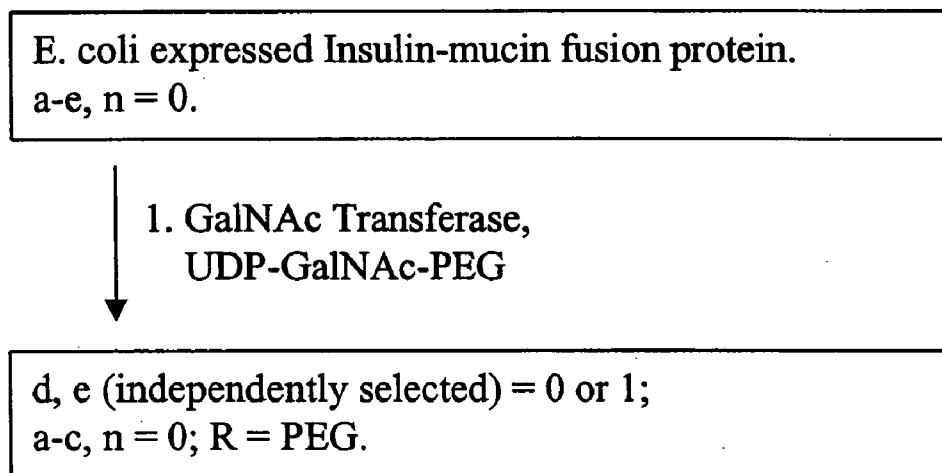 E. coli expressed Insulin-mucin fusion protein.
a-e, n = 0.
1. GalNAc Transferase,
UDP-GalNAc-PEG
d, e (independently selected) = 0 or 1;
a-c, n = 0; R = PEG.